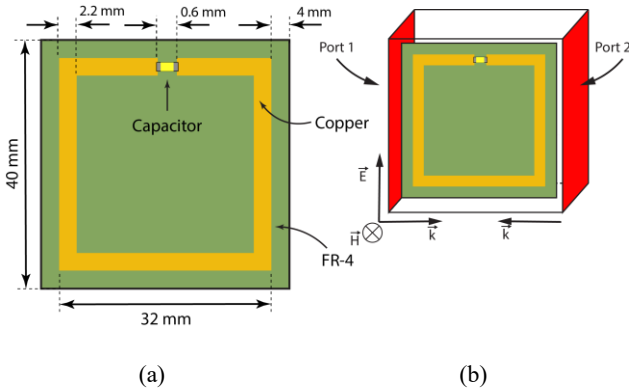 2.2 mm
0.6 mm
4 mm
Capacitor
Copper
40 mm
FR-4
32 mm
(a)
Port 1
Port 2
E
H
k
k
(b)